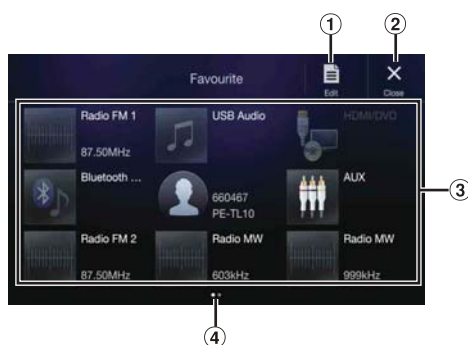 ① ②
Favourite
Edit
Close
Radio FM 1
USB Audio
HDMI/DVD
87.50MHz
Bluetooth ...
660467
PE-TL10
AUX
③
Radio FM 2
Radio MW
Radio MW
87.50MHz
603kHz
999kHz
④